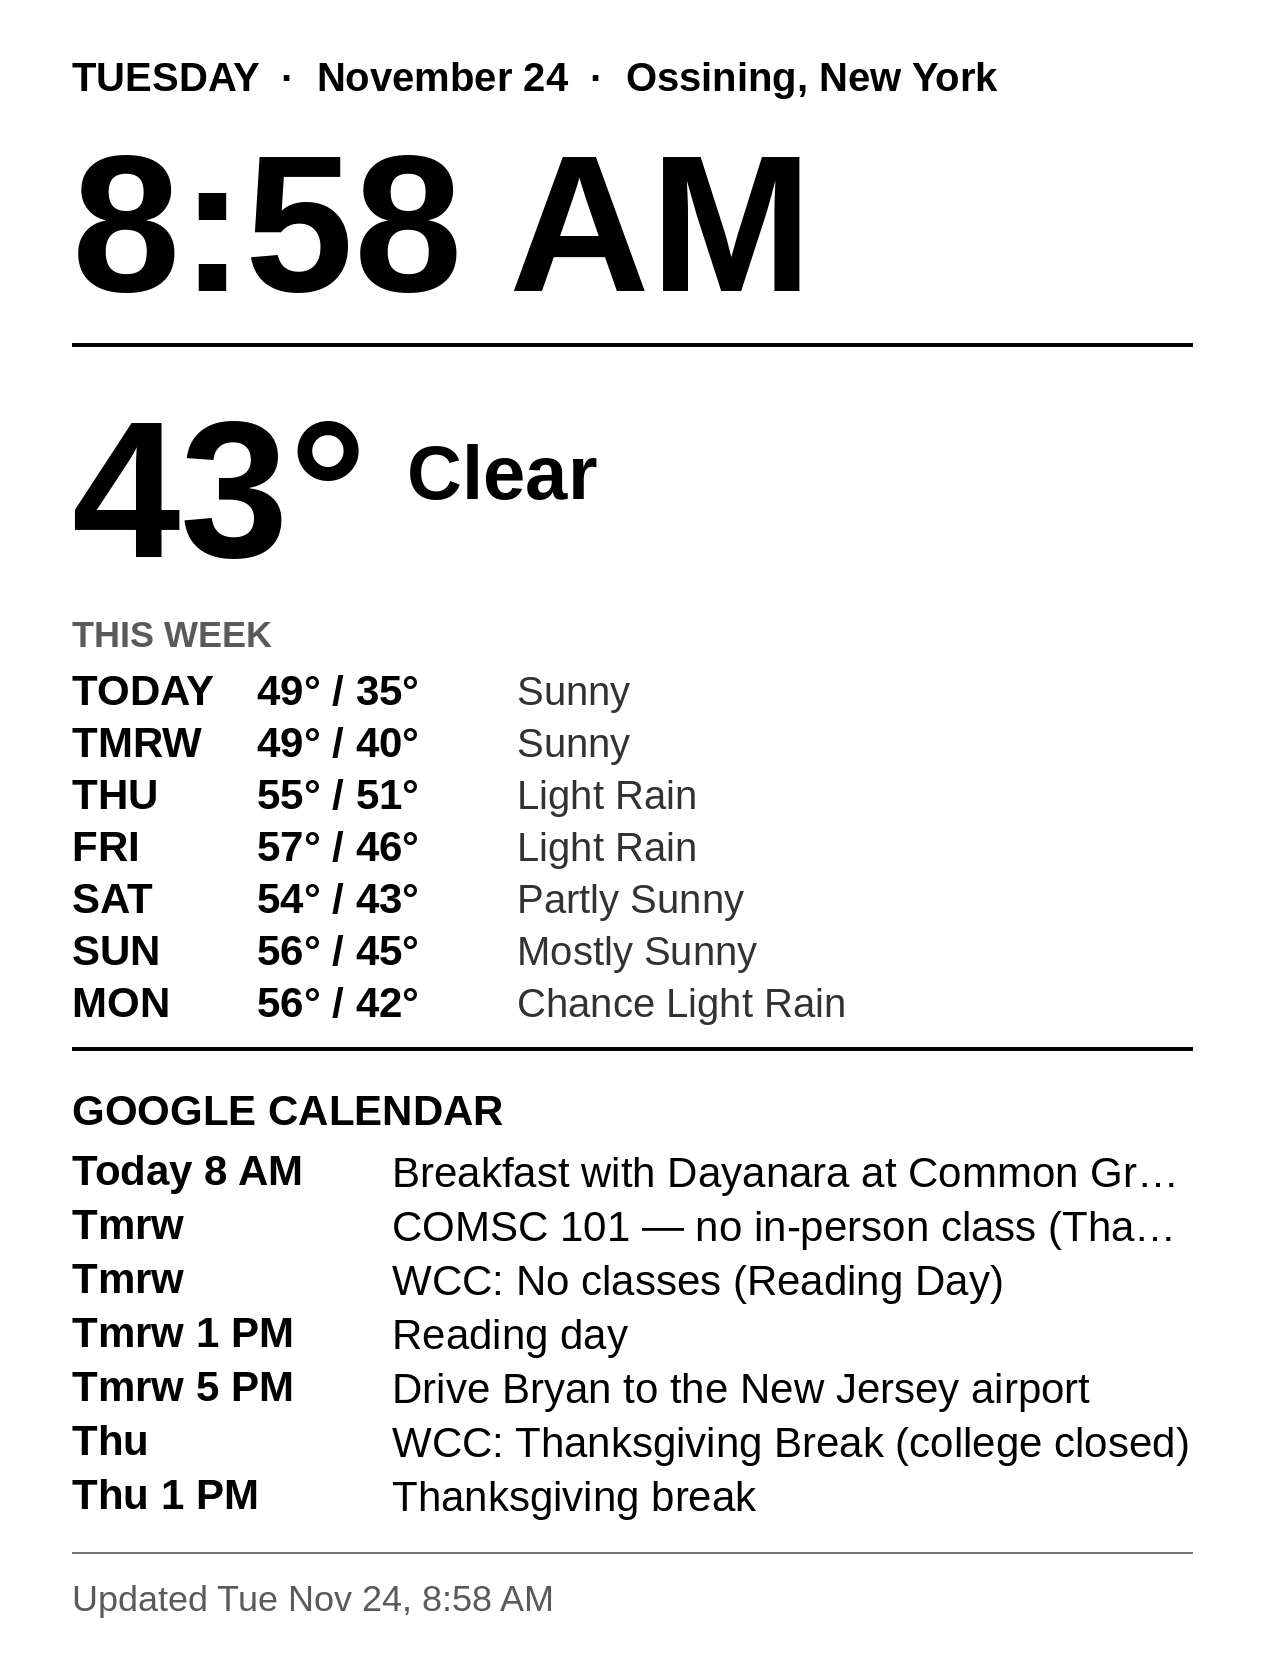 TUESDAY · November 24 · Ossining, New York
8:58 AM
43° Clear
THIS WEEK
TODAY 49° / 35° Sunny
TMRW 49° / 40° Sunny
THU 55° / 51° Light Rain
FRI 57° / 46° Light Rain
SAT 54° / 43° Partly Sunny
SUN 56° / 45° Mostly Sunny
MON 56° / 42° Chance Light Rain
GOOGLE CALENDAR
Today 8 AM Breakfast with Dayanara at Common Gr…
Tmrw COMSC 101 — no in-person class (Tha…
Tmrw WCC: No classes (Reading Day)
Tmrw 1 PM Reading day
Tmrw 5 PM Drive Bryan to the New Jersey airport
Thu WCC: Thanksgiving Break (college closed)
Thu 1 PM Thanksgiving break
Updated Tue Nov 24, 8:58 AM